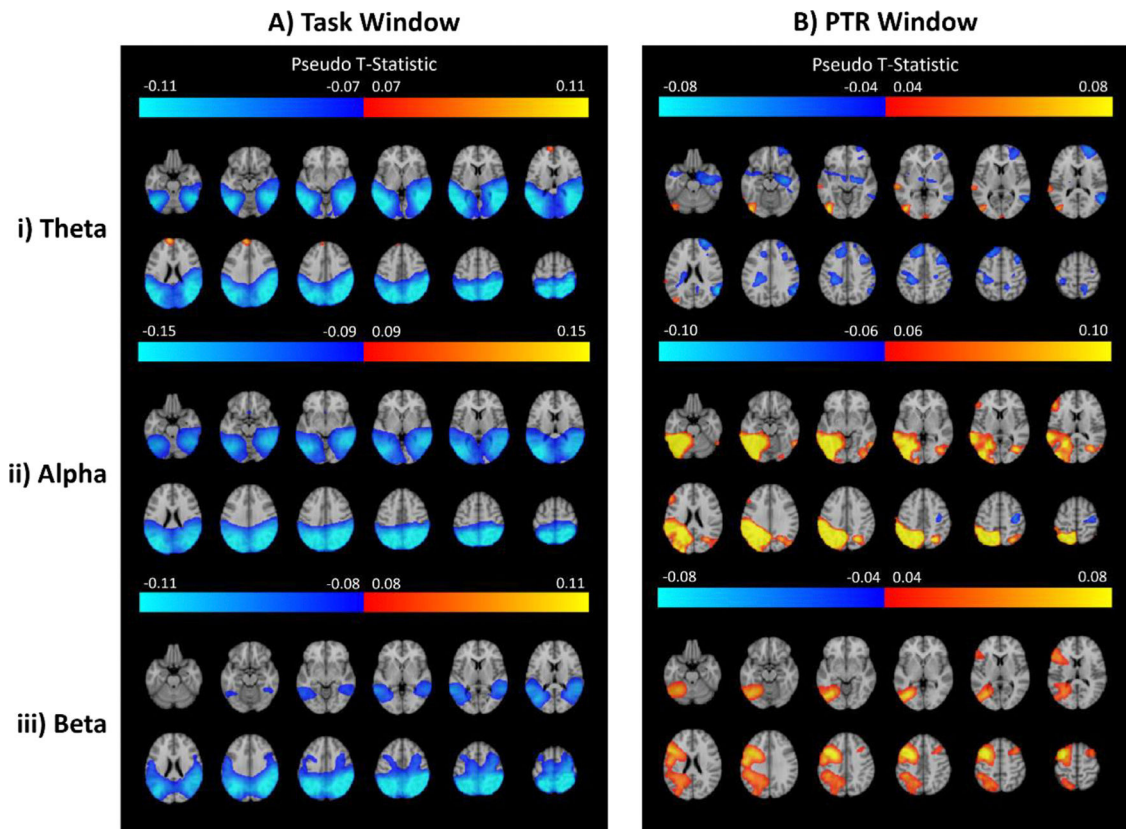 A) Task Window
B) PTR Window
Pseudo T-Statistic
-0.11 -0.07 0.07 0.11
Pseudo T-Statistic
-0.08 -0.04 0.04 0.08
i) Theta
-0.15 -0.09 0.09 0.15
-0.10 -0.06 0.06 0.10
ii) Alpha
-0.11 -0.08 0.08 0.11
-0.08 -0.04 0.04 0.08
iii) Beta